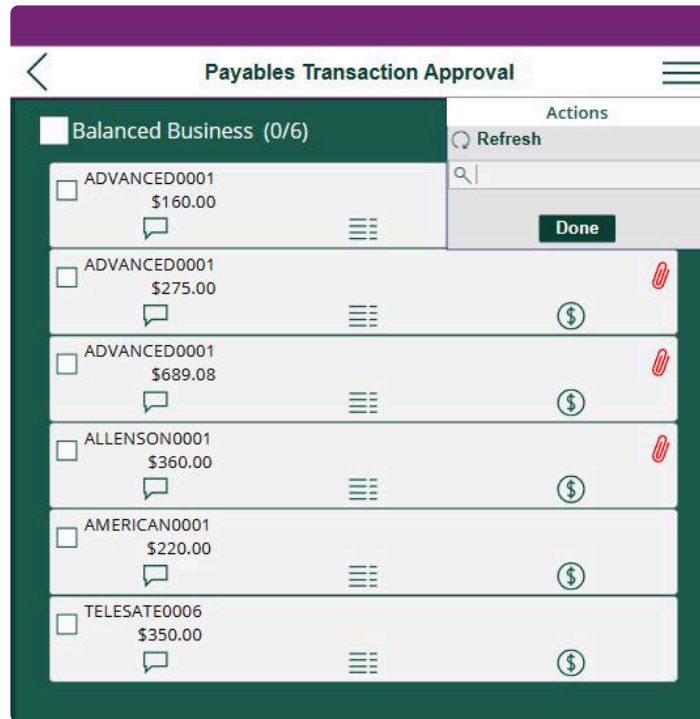 Payables Transaction Approval
Actions
Balanced Business (0/6)
Refresh
ADVANCED0001
$160.00
Done
ADVANCED0001
$275.00
ADVANCED0001
$689.08
ALLENSON0001
$360.00
AMERICAN0001
$220.00
TELESATE0006
$350.00